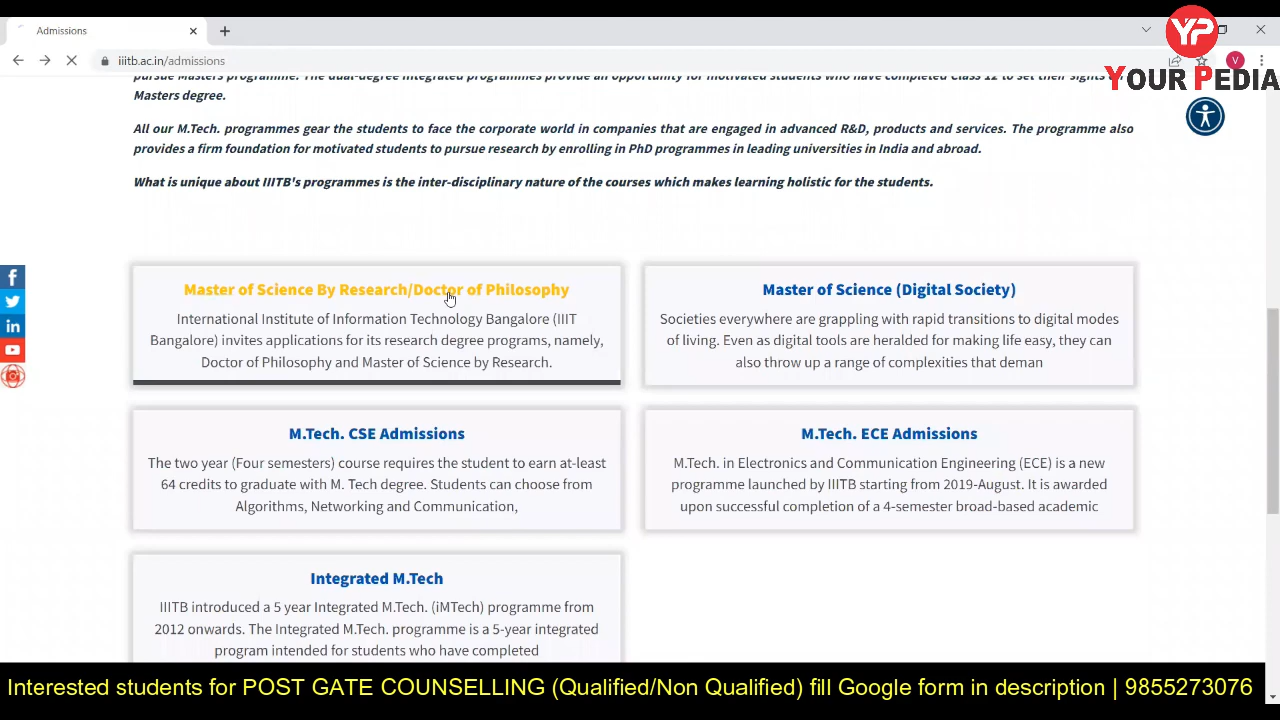 Admissions
YP
iiitb.ac.in/admissions
V
YOUR PEDIA
pursue Masters programme. The dual-degree integrated programmes provide an opportunity for motivated students who have completed Class 12 to set their sights
Masters degree.
All our M.Tech. programmes gear the students to face the corporate world in companies that are engaged in advanced R&D, products and services. The programme also
provides a firm foundation for motivated students to pursue research by enrolling in PhD programmes in leading universities in India and abroad.
What is unique about IIITB's programmes is the inter-disciplinary nature of the courses which makes learning holistic for the students.
Master of Science By Research/Doctor of Philosophy
International Institute of Information Technology Bangalore (IIIT
Bangalore) invites applications for its research degree programs, namely,
Doctor of Philosophy and Master of Science by Research.
Master of Science (Digital Society)
Societies everywhere are grappling with rapid transitions to digital modes
of living. Even as digital tools are heralded for making life easy, they can
also throw up a range of complexities that deman
M.Tech. CSE Admissions
The two year (Four semesters) course requires the student to earn at-least
64 credits to graduate with M. Tech degree. Students can choose from
Algorithms, Networking and Communication,
M.Tech. ECE Admissions
M.Tech. in Electronics and Communication Engineering (ECE) is a new
programme launched by IIITB starting from 2019-August. It is awarded
upon successful completion of a 4-semester broad-based academic
Integrated M.Tech
IIITB introduced a 5 year Integrated M.Tech. (iMTech) programme from
2012 onwards. The Integrated M.Tech. programme is a 5-year integrated
program intended for students who have completed
Interested students for POST GATE COUNSELLING (Qualified/Non Qualified) fill Google form in description | 9855273076